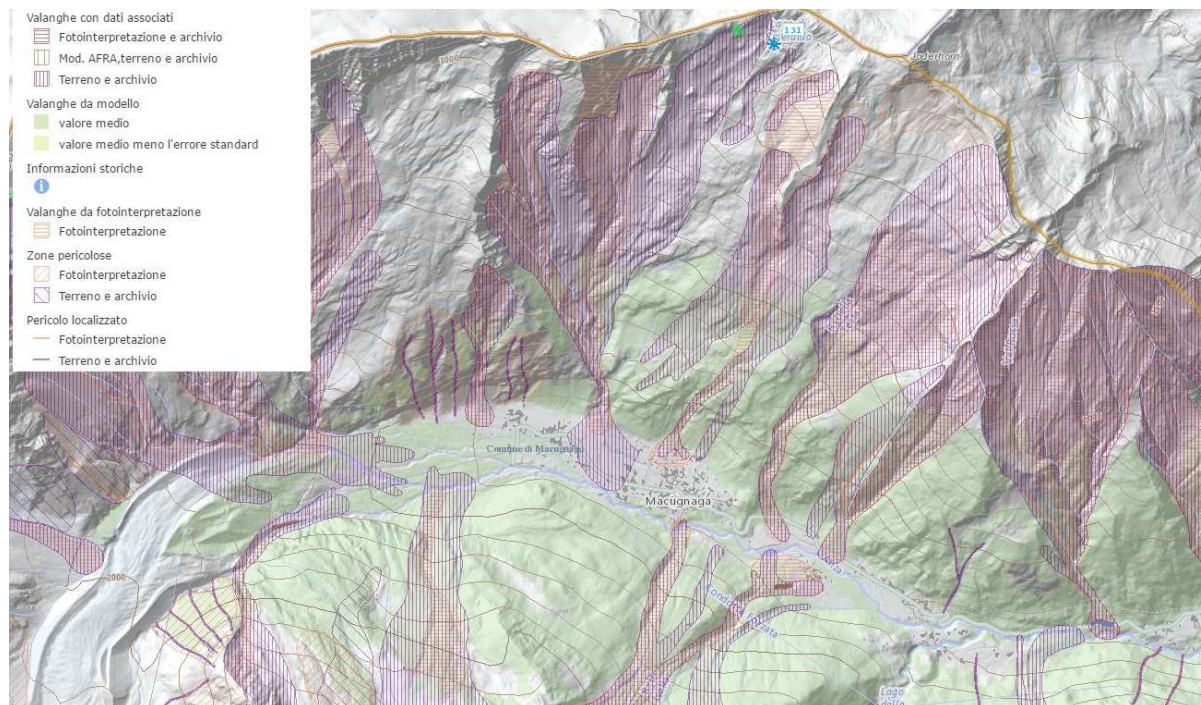 Valanghe con dati associati
Fotointerpretazione e archivio
Mod. AFRA,terreno e archivio
Terreno e archivio
Valanghe da modello
valore medio
valore medio meno l'errore standard
Informazioni storiche
i
Valanghe da fotointerpretazione
Fotointerpretazione
Zone pericolose
Fotointerpretazione
Terreno e archivio
Pericolo localizzato
Fotointerpretazione
Terreno e archivio
131
3000
Joderhorn
Comune di Macugnaga
Macugnaga
2000
Condotta Forzata
Lago